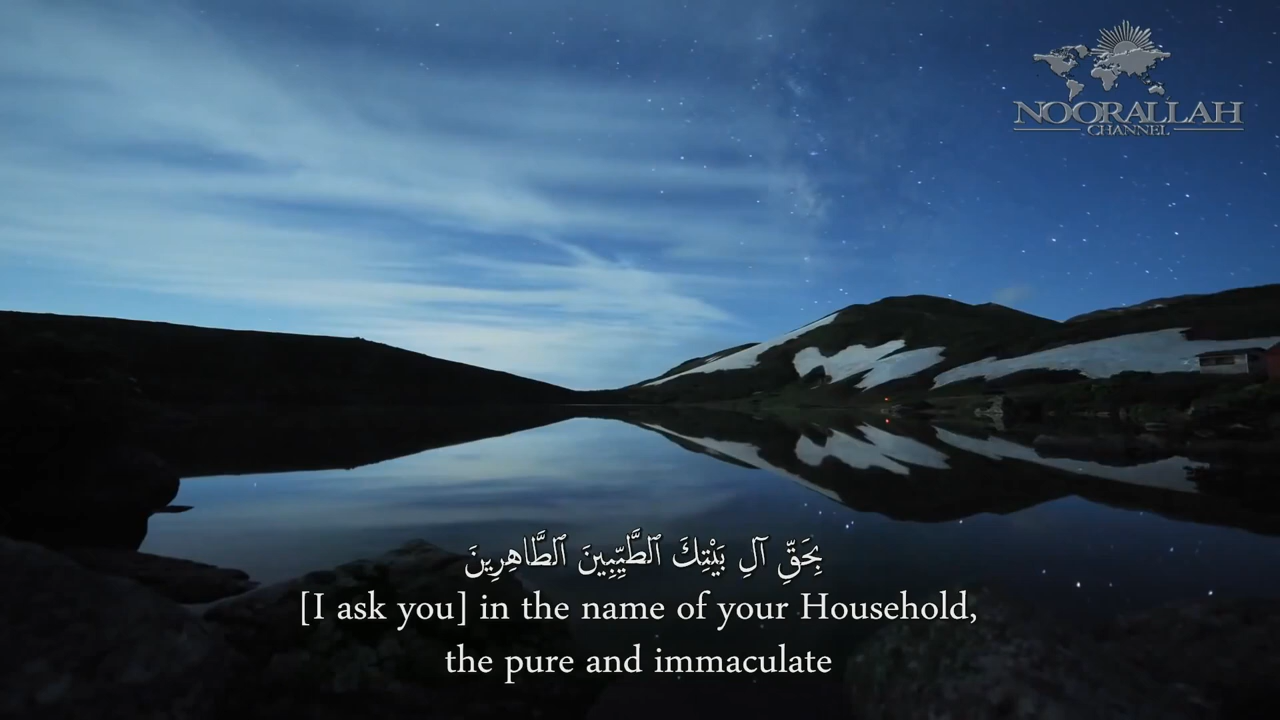 NOORALLAH
CHANNEL
بِحَقِّ آلِ بَيْتِكَ ٱلطَّيِّبِينَ ٱلطَّاهِرِينَ
[I ask you] in the name of your Household,
the pure and immaculate